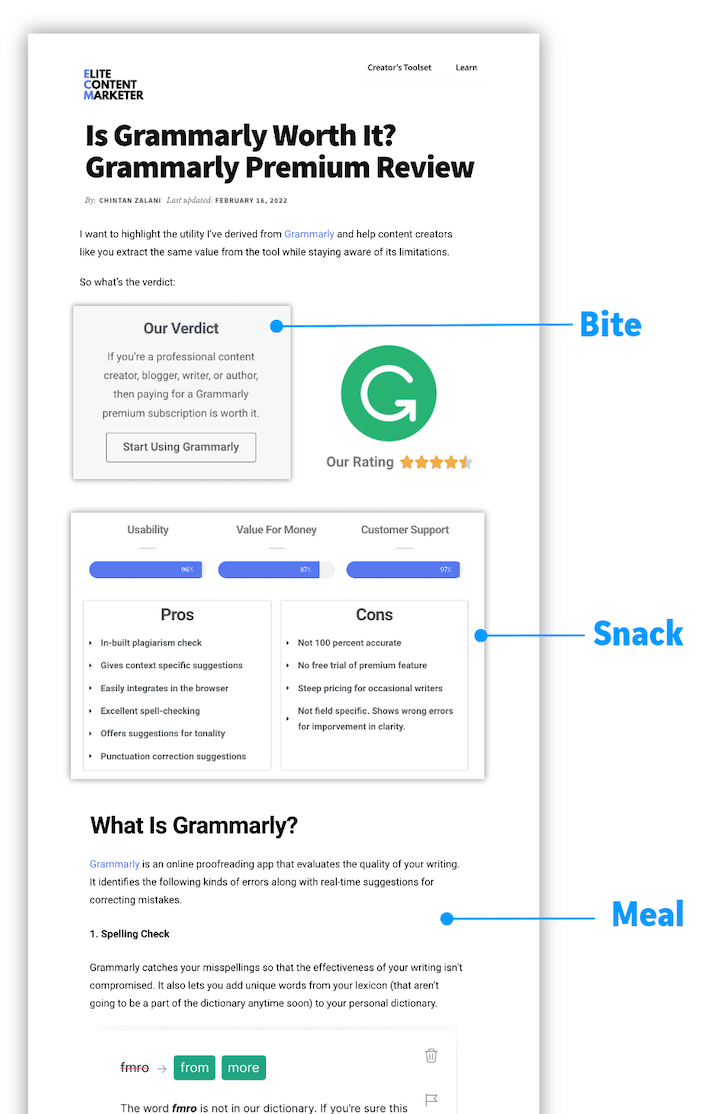 ELITE
CONTENT
MARKETER
Creator's Toolset
Learn
Is Grammarly Worth It?
Grammarly Premium Review
By: CHINTAN ZALANI Last updated: FEBRUARY 16, 2022
I want to highlight the utility I've derived from Grammarly and help content creators
like you extract the same value from the tool while staying aware of its limitations.
So what's the verdict:
Our Verdict
If you're a professional content
creator, blogger, writer, or author,
then paying for a Grammarly
premium subscription is worth it.
Start Using Grammarly
Bite
Our Rating
Usability
Value For Money
Customer Support
96%
87%
97%
Pros
In-built plagiarism check
Gives context specific suggestions
Easily integrates in the browser
Excellent spell-checking
Offers suggestions for tonality
Punctuation correction suggestions
Cons
Not 100 percent accurate
No free trial of premium feature
Steep pricing for occasional writers
Not field specific. Shows wrong errors
for imporvement in clarity.
Snack
What Is Grammarly?
Grammarly is an online proofreading app that evaluates the quality of your writing.
It identifies the following kinds of errors along with real-time suggestions for
correcting mistakes.
Meal
1. Spelling Check
Grammarly catches your misspellings so that the effectiveness of your writing isn't
compromised. It also lets you add unique words from your lexicon (that aren't
going to be a part of the dictionary anytime soon) to your personal dictionary.
fmro → from more
The word fmro is not in our dictionary. If you're sure this